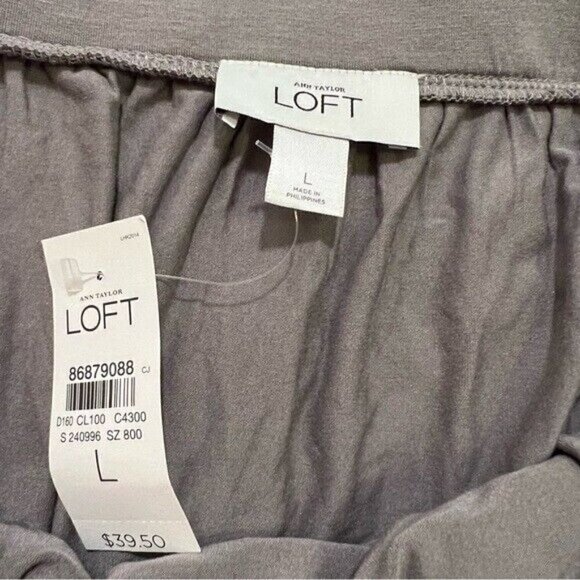 ANN TAYLOR
LOFT
L
MADE IN
PHILIPPINES
ANN TAYLOR
LOFT
86879088 CJ
D160 CL100 C4300
S 240996 SZ 800
L
$39.50